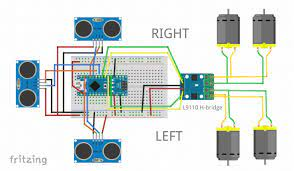 RIGHT
L9110 H-bridge
LEFT
fritzing